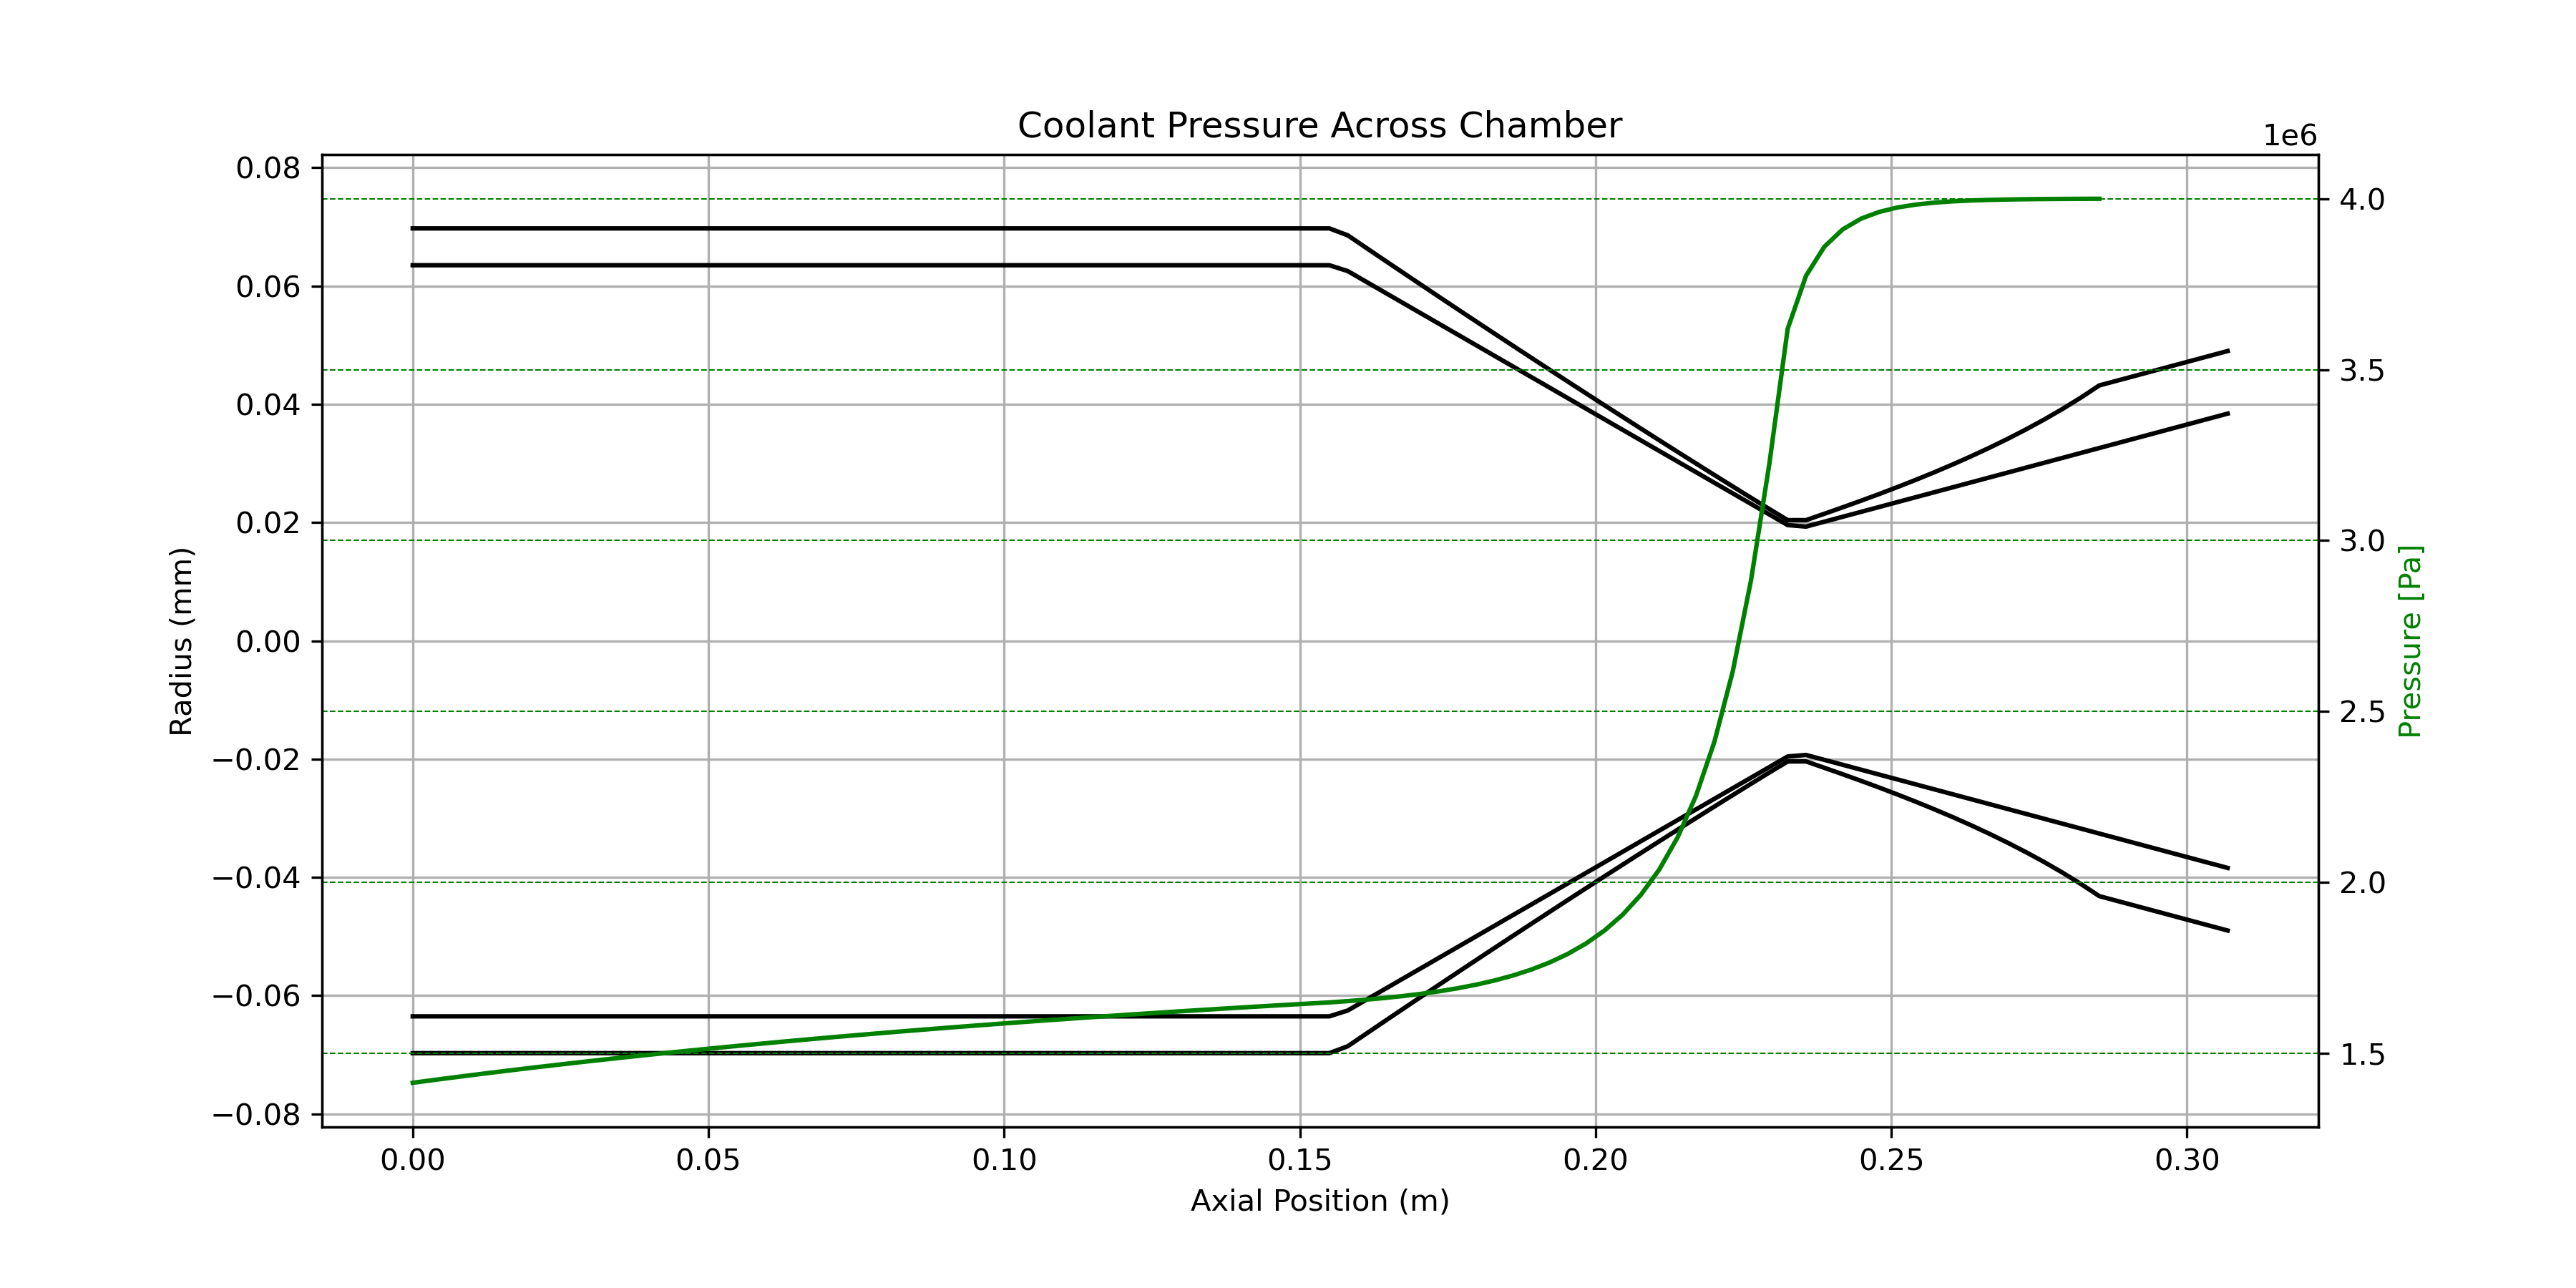 Coolant Pressure Across Chamber
1e6
0.08
0.06
0.04
0.02
0.00
−0.02
−0.04
−0.06
−0.08
Radius (mm)
4.0
3.5
3.0
2.5
2.0
1.5
Pressure [Pa]
0.00 0.05 0.10 0.15 0.20 0.25 0.30
Axial Position (m)